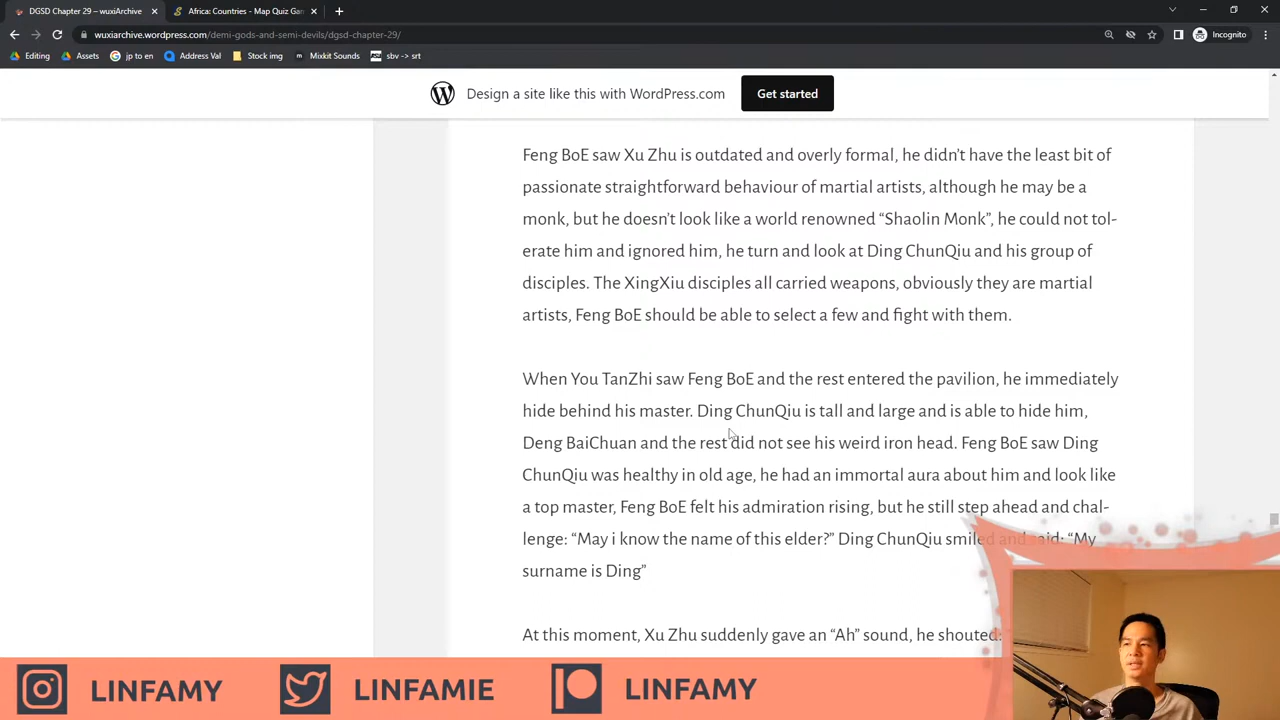 DGSD Chapter 29 – wuxiArchive
Africa: Countries - Map Quiz Gam
wuxiarchive.wordpress.com/demi-gods-and-semi-devils/dgsd-chapter-29/
Incognito
Editing
Assets
jp to en
Address Val
Stock img
Mixkit Sounds
sbv -> srt
Design a site like this with WordPress.com
Get started
Feng BoE saw Xu Zhu is outdated and overly formal, he didn’t have the least bit of
passionate straightforward behaviour of martial artists, although he may be a
monk, but he doesn’t look like a world renowned “Shaolin Monk”, he could not tol-
erate him and ignored him, he turn and look at Ding ChunQiu and his group of
disciples. The XingXiu disciples all carried weapons, obviously they are martial
artists, Feng BoE should be able to select a few and fight with them.
When You TanZhi saw Feng BoE and the rest entered the pavilion, he immediately
hide behind his master. Ding ChunQiu is tall and large and is able to hide him,
Deng BaiChuan and the rest did not see his weird iron head. Feng BoE saw Ding
ChunQiu was healthy in old age, he had an immortal aura about him and look like
a top master, Feng BoE felt his admiration rising, but he still step ahead and chal-
lenge: “May i know the name of this elder?” Ding ChunQiu smiled and said: “My
surname is Ding”
At this moment, Xu Zhu suddenly gave an “Ah” sound, he shouted:
LINFAMY
LINFAMIE
LINFAMY